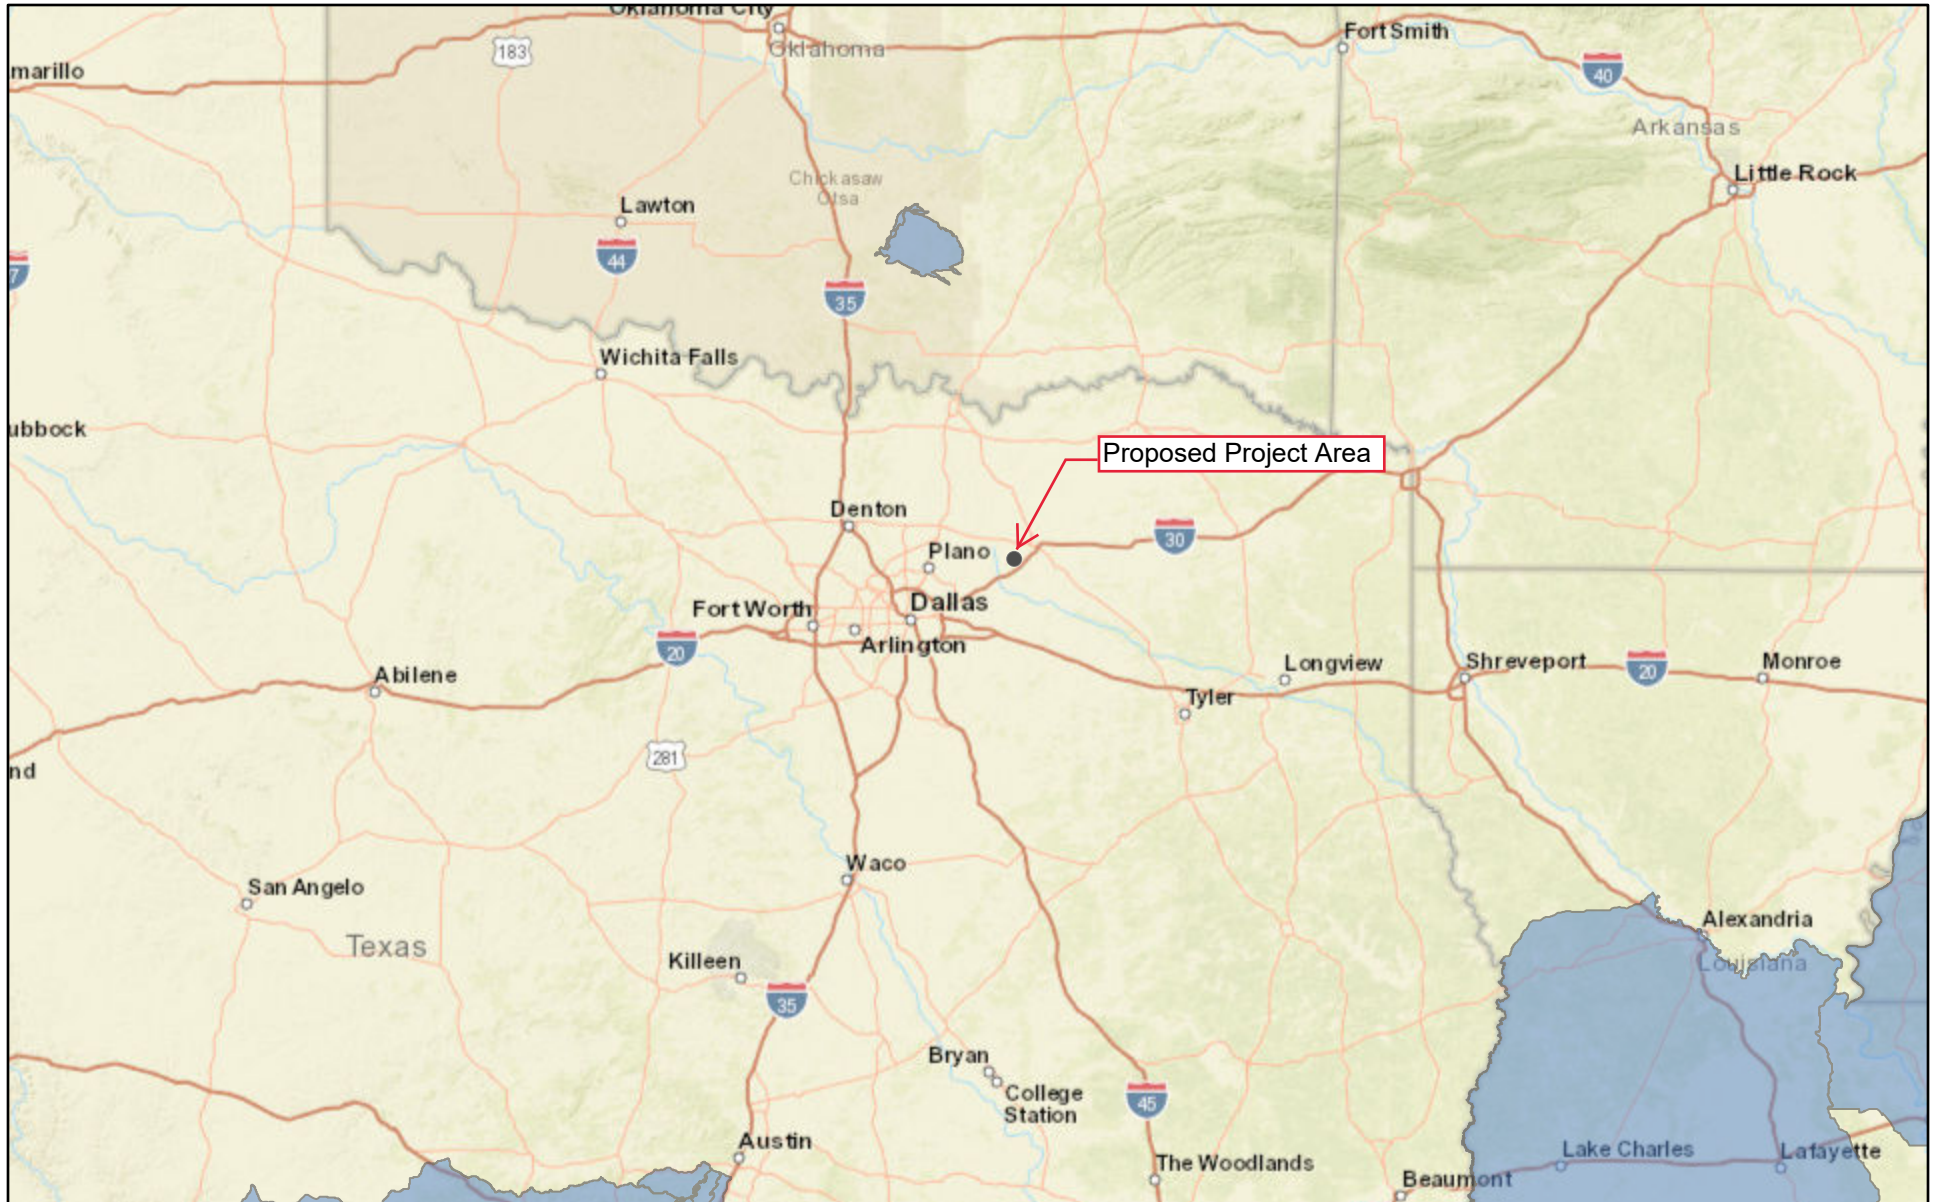 Oklahoma City
Fort Smith
Oklahoma
183
marillo
40
Arkansas
Little Rock
Chickasaw
Otsa
Lawton
44
7
35
Wichita Falls
ubbock
Proposed Project Area
Denton
30
Plano
Dallas
Fort Worth
20
Arlington
Abilene
Longview
Shreveport
20
Monroe
Tyler
281
nd
Waco
San Angelo
Alexandria
Texas
Killeen
Louisiana
35
Bryan
College
Station
45
Austin
Lake Charles
Lafayette
The Woodlands
Beaumont